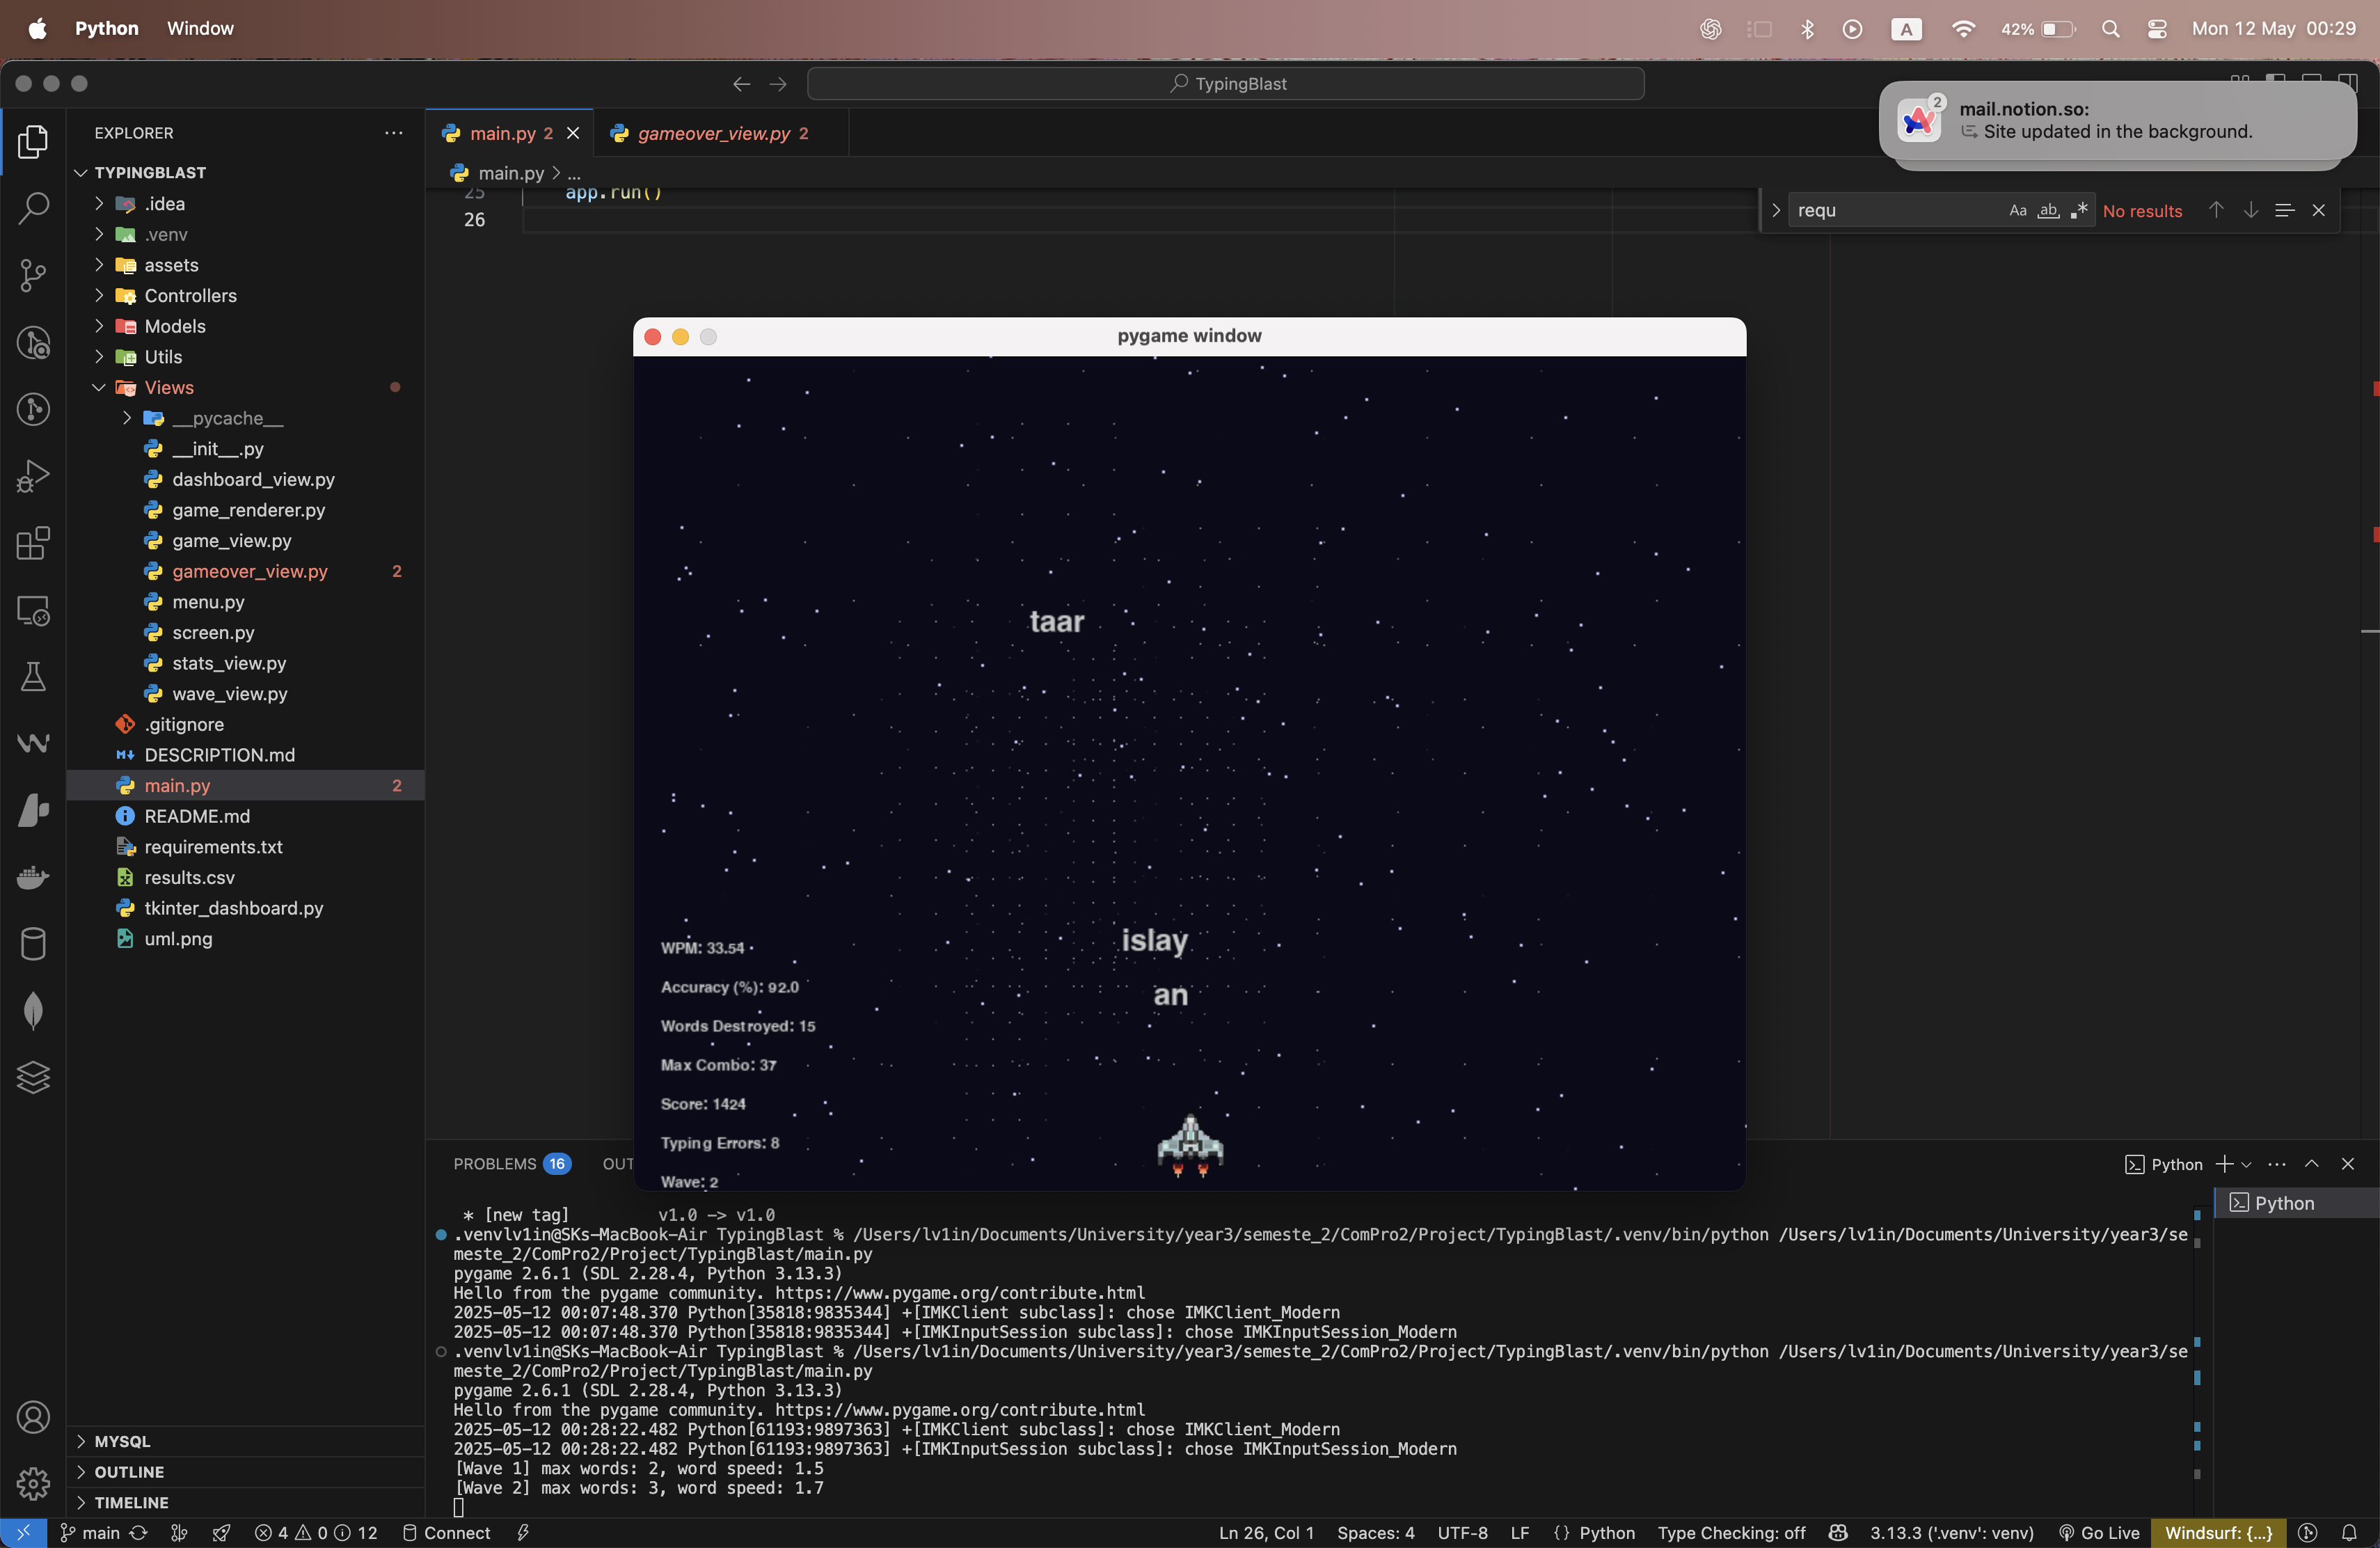 Python Window
A 42% Mon 12 May 00:29
TypingBlast
2
mail.notion.so:
Site updated in the background.
EXPLORER
main.py 2
gameover_view.py 2
main.py > ...
requ
Aa ab
No results
TYPINGBLAST
.idea
.venv
assets
Controllers
Models
Utils
Views
__pycache__
__init__.py
dashboard_view.py
game_renderer.py
game_view.py
gameover_view.py 2
menu.py
screen.py
stats_view.py
wave_view.py
.gitignore
DESCRIPTION.md
main.py 2
README.md
requirements.txt
results.csv
tkinter_dashboard.py
uml.png
MYSQL
OUTLINE
TIMELINE
25 app.run()
26
pygame window
taar
islay
an
WPM: 33.54
Accuracy (%): 92.0
Words Destroyed: 15
Max Combo: 37
Score: 1424
Typing Errors: 8
Wave: 2
PROBLEMS 16 OUT
Python
Python
* [new tag] v1.0 -> v1.0
.venvlv1in@SKs-MacBook-Air TypingBlast % /Users/lv1in/Documents/University/year3/semeste_2/ComPro2/Project/TypingBlast/.venv/bin/python /Users/lv1in/Documents/University/year3/se
meste_2/ComPro2/Project/TypingBlast/main.py
pygame 2.6.1 (SDL 2.28.4, Python 3.13.3)
Hello from the pygame community. https://www.pygame.org/contribute.html
2025-05-12 00:07:48.370 Python[35818:9835344] +[IMKClient subclass]: chose IMKClient_Modern
2025-05-12 00:07:48.370 Python[35818:9835344] +[IMKInputSession subclass]: chose IMKInputSession_Modern
.venvlv1in@SKs-MacBook-Air TypingBlast % /Users/lv1in/Documents/University/year3/semeste_2/ComPro2/Project/TypingBlast/.venv/bin/python /Users/lv1in/Documents/University/year3/se
meste_2/ComPro2/Project/TypingBlast/main.py
pygame 2.6.1 (SDL 2.28.4, Python 3.13.3)
Hello from the pygame community. https://www.pygame.org/contribute.html
2025-05-12 00:28:22.482 Python[61193:9897363] +[IMKClient subclass]: chose IMKClient_Modern
2025-05-12 00:28:22.482 Python[61193:9897363] +[IMKInputSession subclass]: chose IMKInputSession_Modern
[Wave 1] max words: 2, word speed: 1.5
[Wave 2] max words: 3, word speed: 1.7
main 4 0 12 Connect Ln 26, Col 1 Spaces: 4 UTF-8 LF {} Python Type Checking: off 3.13.3 ('.venv': venv) Go Live Windsurf: {...}